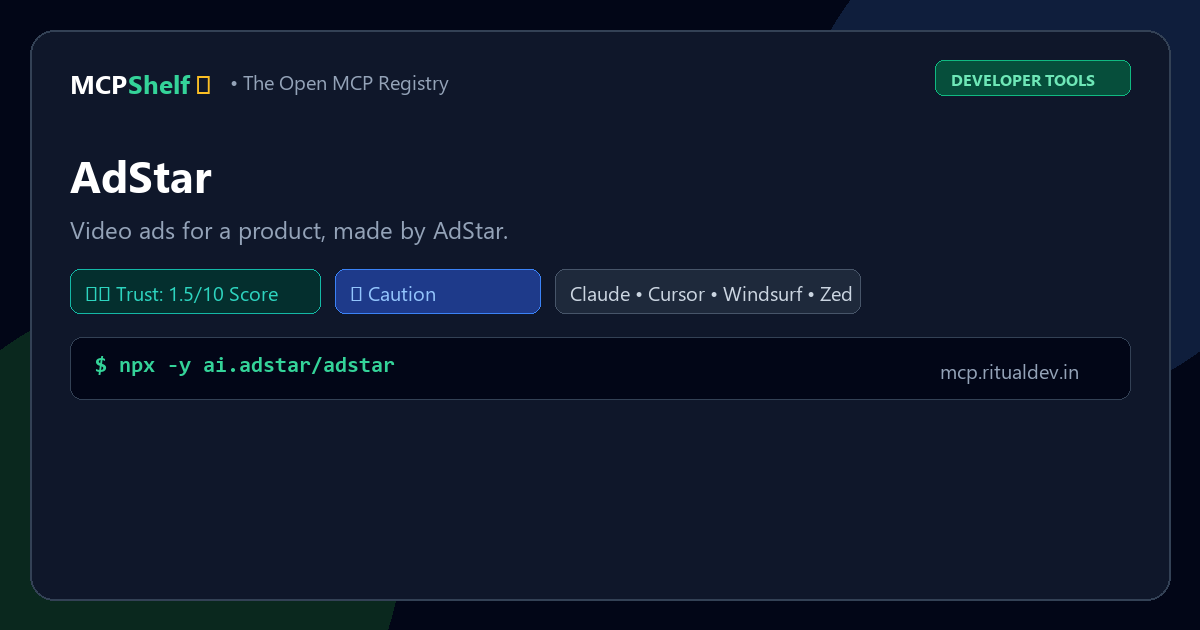 MCPShelf • The Open MCP Registry
DEVELOPER TOOLS
AdStar
Video ads for a product, made by AdStar.
Trust: 1.5/10 Score
Caution
Claude • Cursor • Windsurf • Zed
$ npx -y ai.adstar/adstar
mcp.ritualdev.in